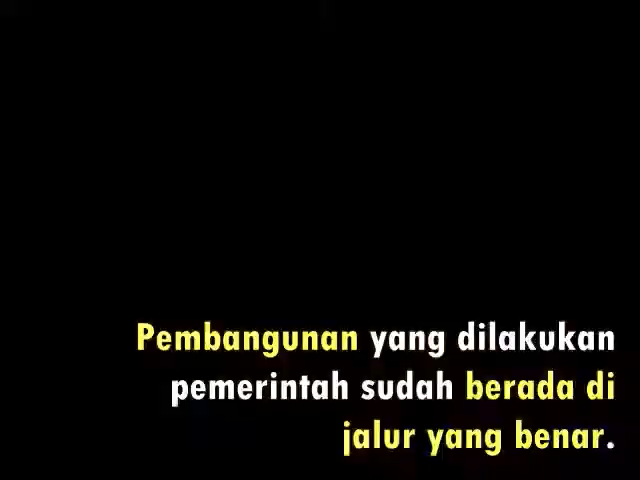 Pembangunan yang dilakukan
pemerintah sudah berada di
jalur yang benar.